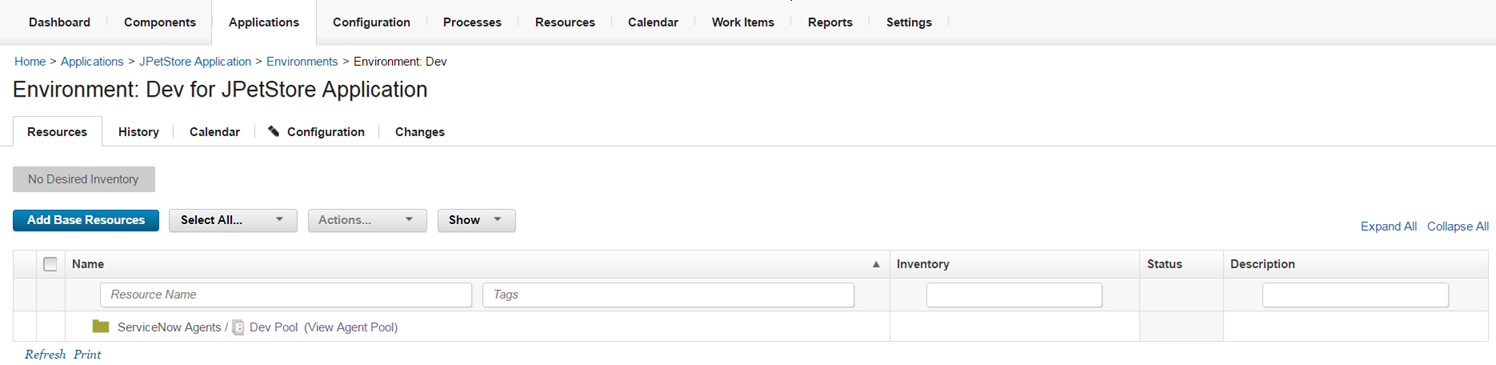 Dashboard Components Applications Configuration Processes Resources Calendar Work Items Reports Settings
Home > Applications > JPetStore Application > Environments > Environment: Dev
Environment: Dev for JPetStore Application
Resources History Calendar Configuration Changes
No Desired Inventory
Add Base Resources Select All... Actions... Show
Expand All Collapse All
Name Inventory Status Description
Resource Name Tags
ServiceNow Agents / Dev Pool (View Agent Pool)
Refresh Print